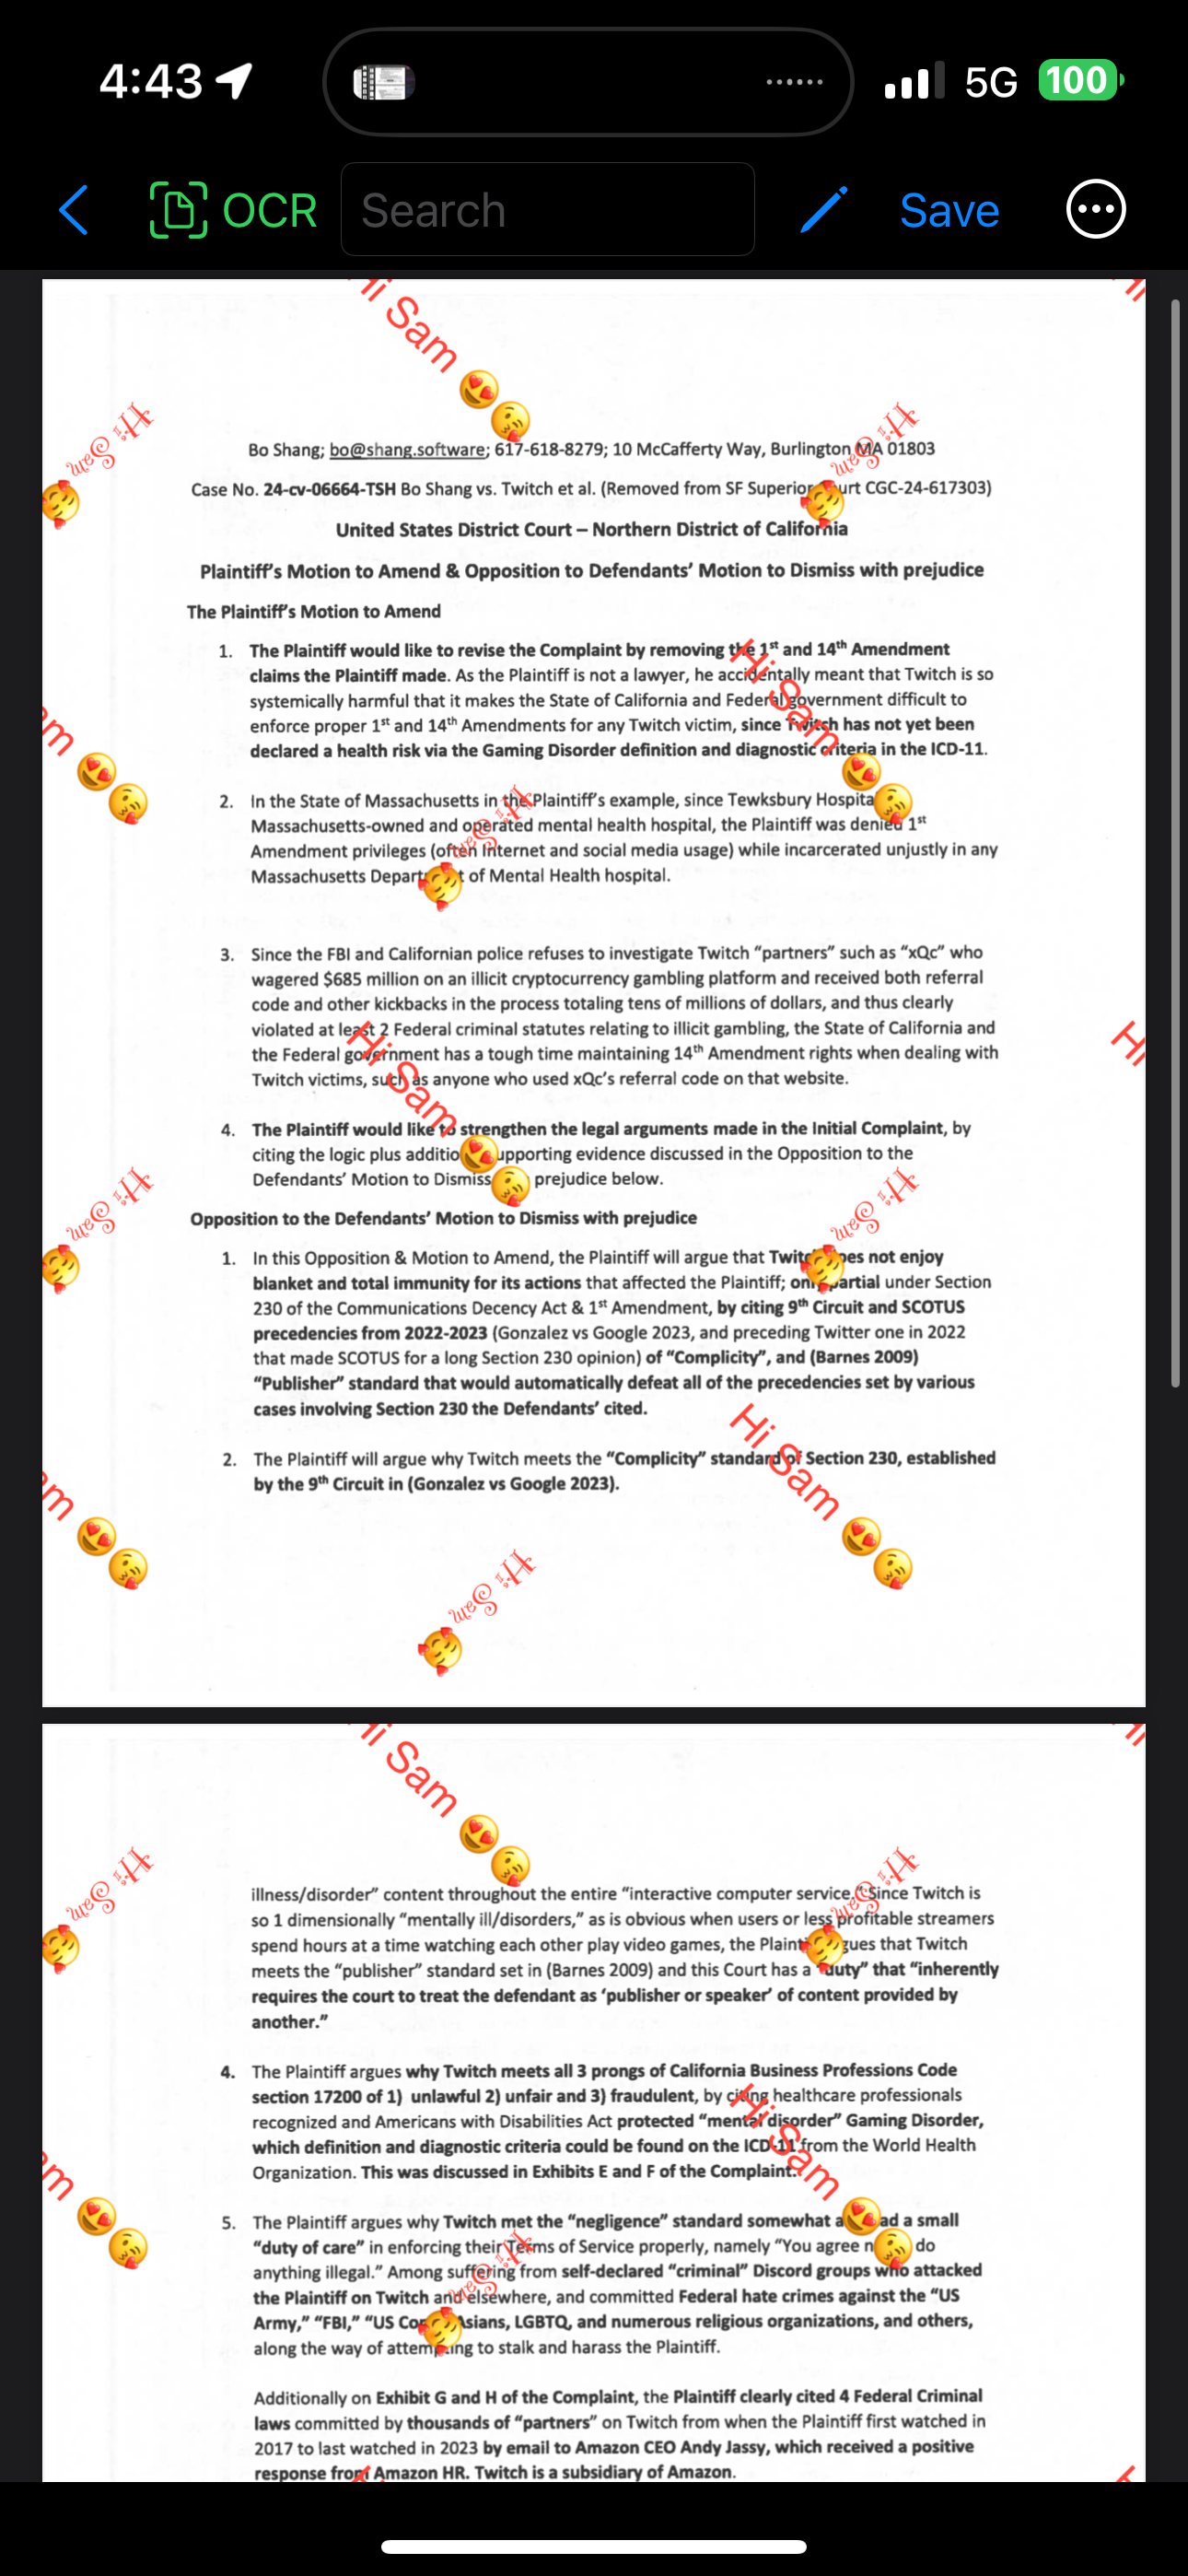 4:43
5G
100
OCR
Search
Save
Hi Sam 😍😘
Hi Sam 🥰
Bo Shang; bo@shang.software; 617-618-8279; 10 McCafferty Way, Burlington MA 01803
Case No. 24-cv-06664-TSH Bo Shang vs. Twitch et al. (Removed from SF Superior Court CGC-24-617303)
United States District Court – Northern District of California
Plaintiff's Motion to Amend & Opposition to Defendants' Motion to Dismiss with prejudice
The Plaintiff's Motion to Amend
1. The Plaintiff would like to revise the Complaint by removing the 1st and 14th Amendment
claims the Plaintiff made. As the Plaintiff is not a lawyer, he accidentally meant that Twitch is so
systemically harmful that it makes the State of California and Federal government difficult to
enforce proper 1st and 14th Amendments for any Twitch victim, since Twitch has not yet been
declared a health risk via the Gaming Disorder definition and diagnostic criteria in the ICD-11.
2. In the State of Massachusetts in the Plaintiff's example, since Tewksbury Hospita
Massachusetts-owned and operated mental health hospital, the Plaintiff was denied 1st
Amendment privileges (often Internet and social media usage) while incarcerated unjustly in any
Massachusetts Department of Mental Health hospital.
3. Since the FBI and Californian police refuses to investigate Twitch "partners" such as "xQc" who
wagered $685 million on an illicit cryptocurrency gambling platform and received both referral
code and other kickbacks in the process totaling tens of millions of dollars, and thus clearly
violated at least 2 Federal criminal statutes relating to illicit gambling, the State of California and
the Federal government has a tough time maintaining 14th Amendment rights when dealing with
Twitch victims, such as anyone who used xQc's referral code on that website.
4. The Plaintiff would like to strengthen the legal arguments made in the Initial Complaint, by
citing the logic plus additional supporting evidence discussed in the Opposition to the
Defendants' Motion to Dismiss prejudice below.
Opposition to the Defendants' Motion to Dismiss with prejudice
1. In this Opposition & Motion to Amend, the Plaintiff will argue that Twitch does not enjoy
blanket and total immunity for its actions that affected the Plaintiff; only partial under Section
230 of the Communications Decency Act & 1st Amendment, by citing 9th Circuit and SCOTUS
precedencies from 2022-2023 (Gonzalez vs Google 2023, and preceding Twitter one in 2022
that made SCOTUS for a long Section 230 opinion) of "Complicity", and (Barnes 2009)
"Publisher" standard that would automatically defeat all of the precedencies set by various
cases involving Section 230 the Defendants' cited.
2. The Plaintiff will argue why Twitch meets the "Complicity" standard of Section 230, established
by the 9th Circuit in (Gonzalez vs Google 2023).
illness/disorder" content throughout the entire "interactive computer service." Since Twitch is
so 1 dimensionally "mentally ill/disorders," as is obvious when users or less profitable streamers
spend hours at a time watching each other play video games, the Plaintiff argues that Twitch
meets the "publisher" standard set in (Barnes 2009) and this Court has a "duty" that "inherently
requires the court to treat the defendant as 'publisher or speaker' of content provided by
another."
4. The Plaintiff argues why Twitch meets all 3 prongs of California Business Professions Code
section 17200 of 1) unlawful 2) unfair and 3) fraudulent, by citing healthcare professionals
recognized and Americans with Disabilities Act protected "mental disorder" Gaming Disorder,
which definition and diagnostic criteria could be found on the ICD-11 from the World Health
Organization. This was discussed in Exhibits E and F of the Complaint.
5. The Plaintiff argues why Twitch met the "negligence" standard somewhat a ad a small
"duty of care" in enforcing their Terms of Service properly, namely "You agree n do
anything illegal." Among suffering from self-declared "criminal" Discord groups who attacked
the Plaintiff on Twitch and elsewhere, and committed Federal hate crimes against the "US
Army," "FBI," "US Co Asians, LGBTQ, and numerous religious organizations, and others,
along the way of attempting to stalk and harass the Plaintiff.
Additionally on Exhibit G and H of the Complaint, the Plaintiff clearly cited 4 Federal Criminal
laws committed by thousands of "partners" on Twitch from when the Plaintiff first watched in
2017 to last watched in 2023 by email to Amazon CEO Andy Jassy, which received a positive
response from Amazon HR. Twitch is a subsidiary of Amazon.